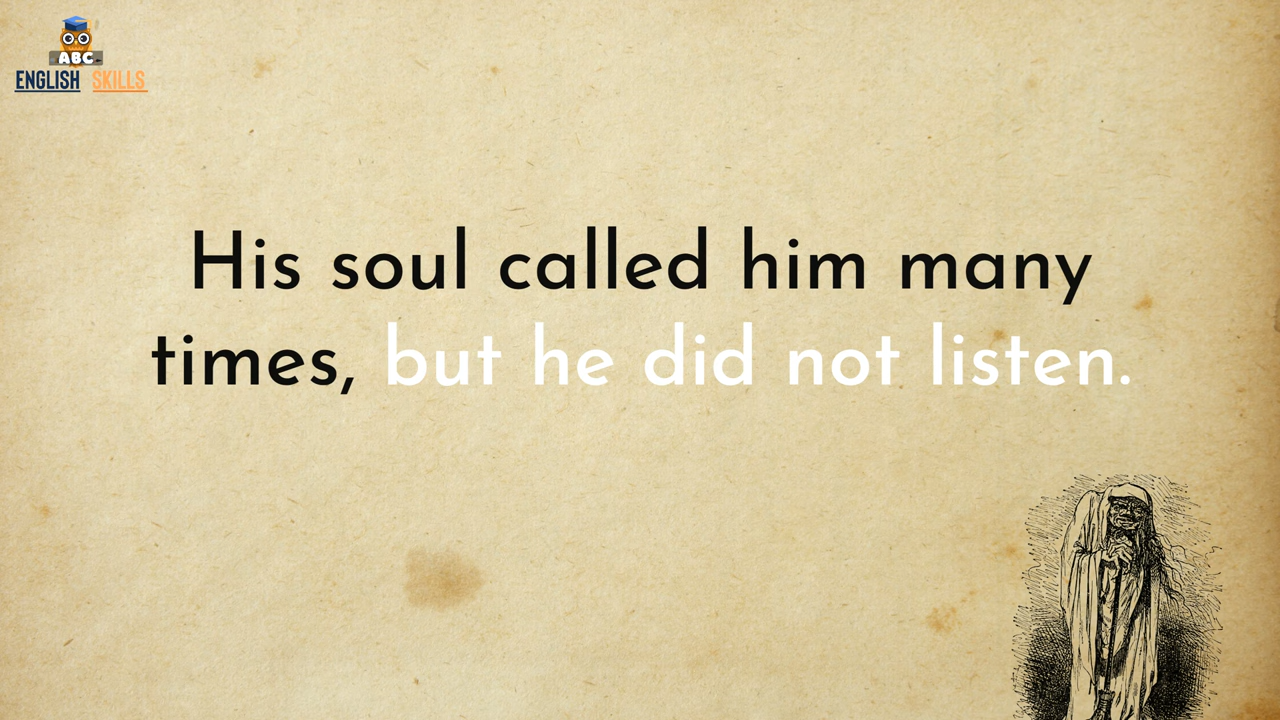 ABC
ENGLISH SKILLS
His soul called him many
times, but he did not listen.